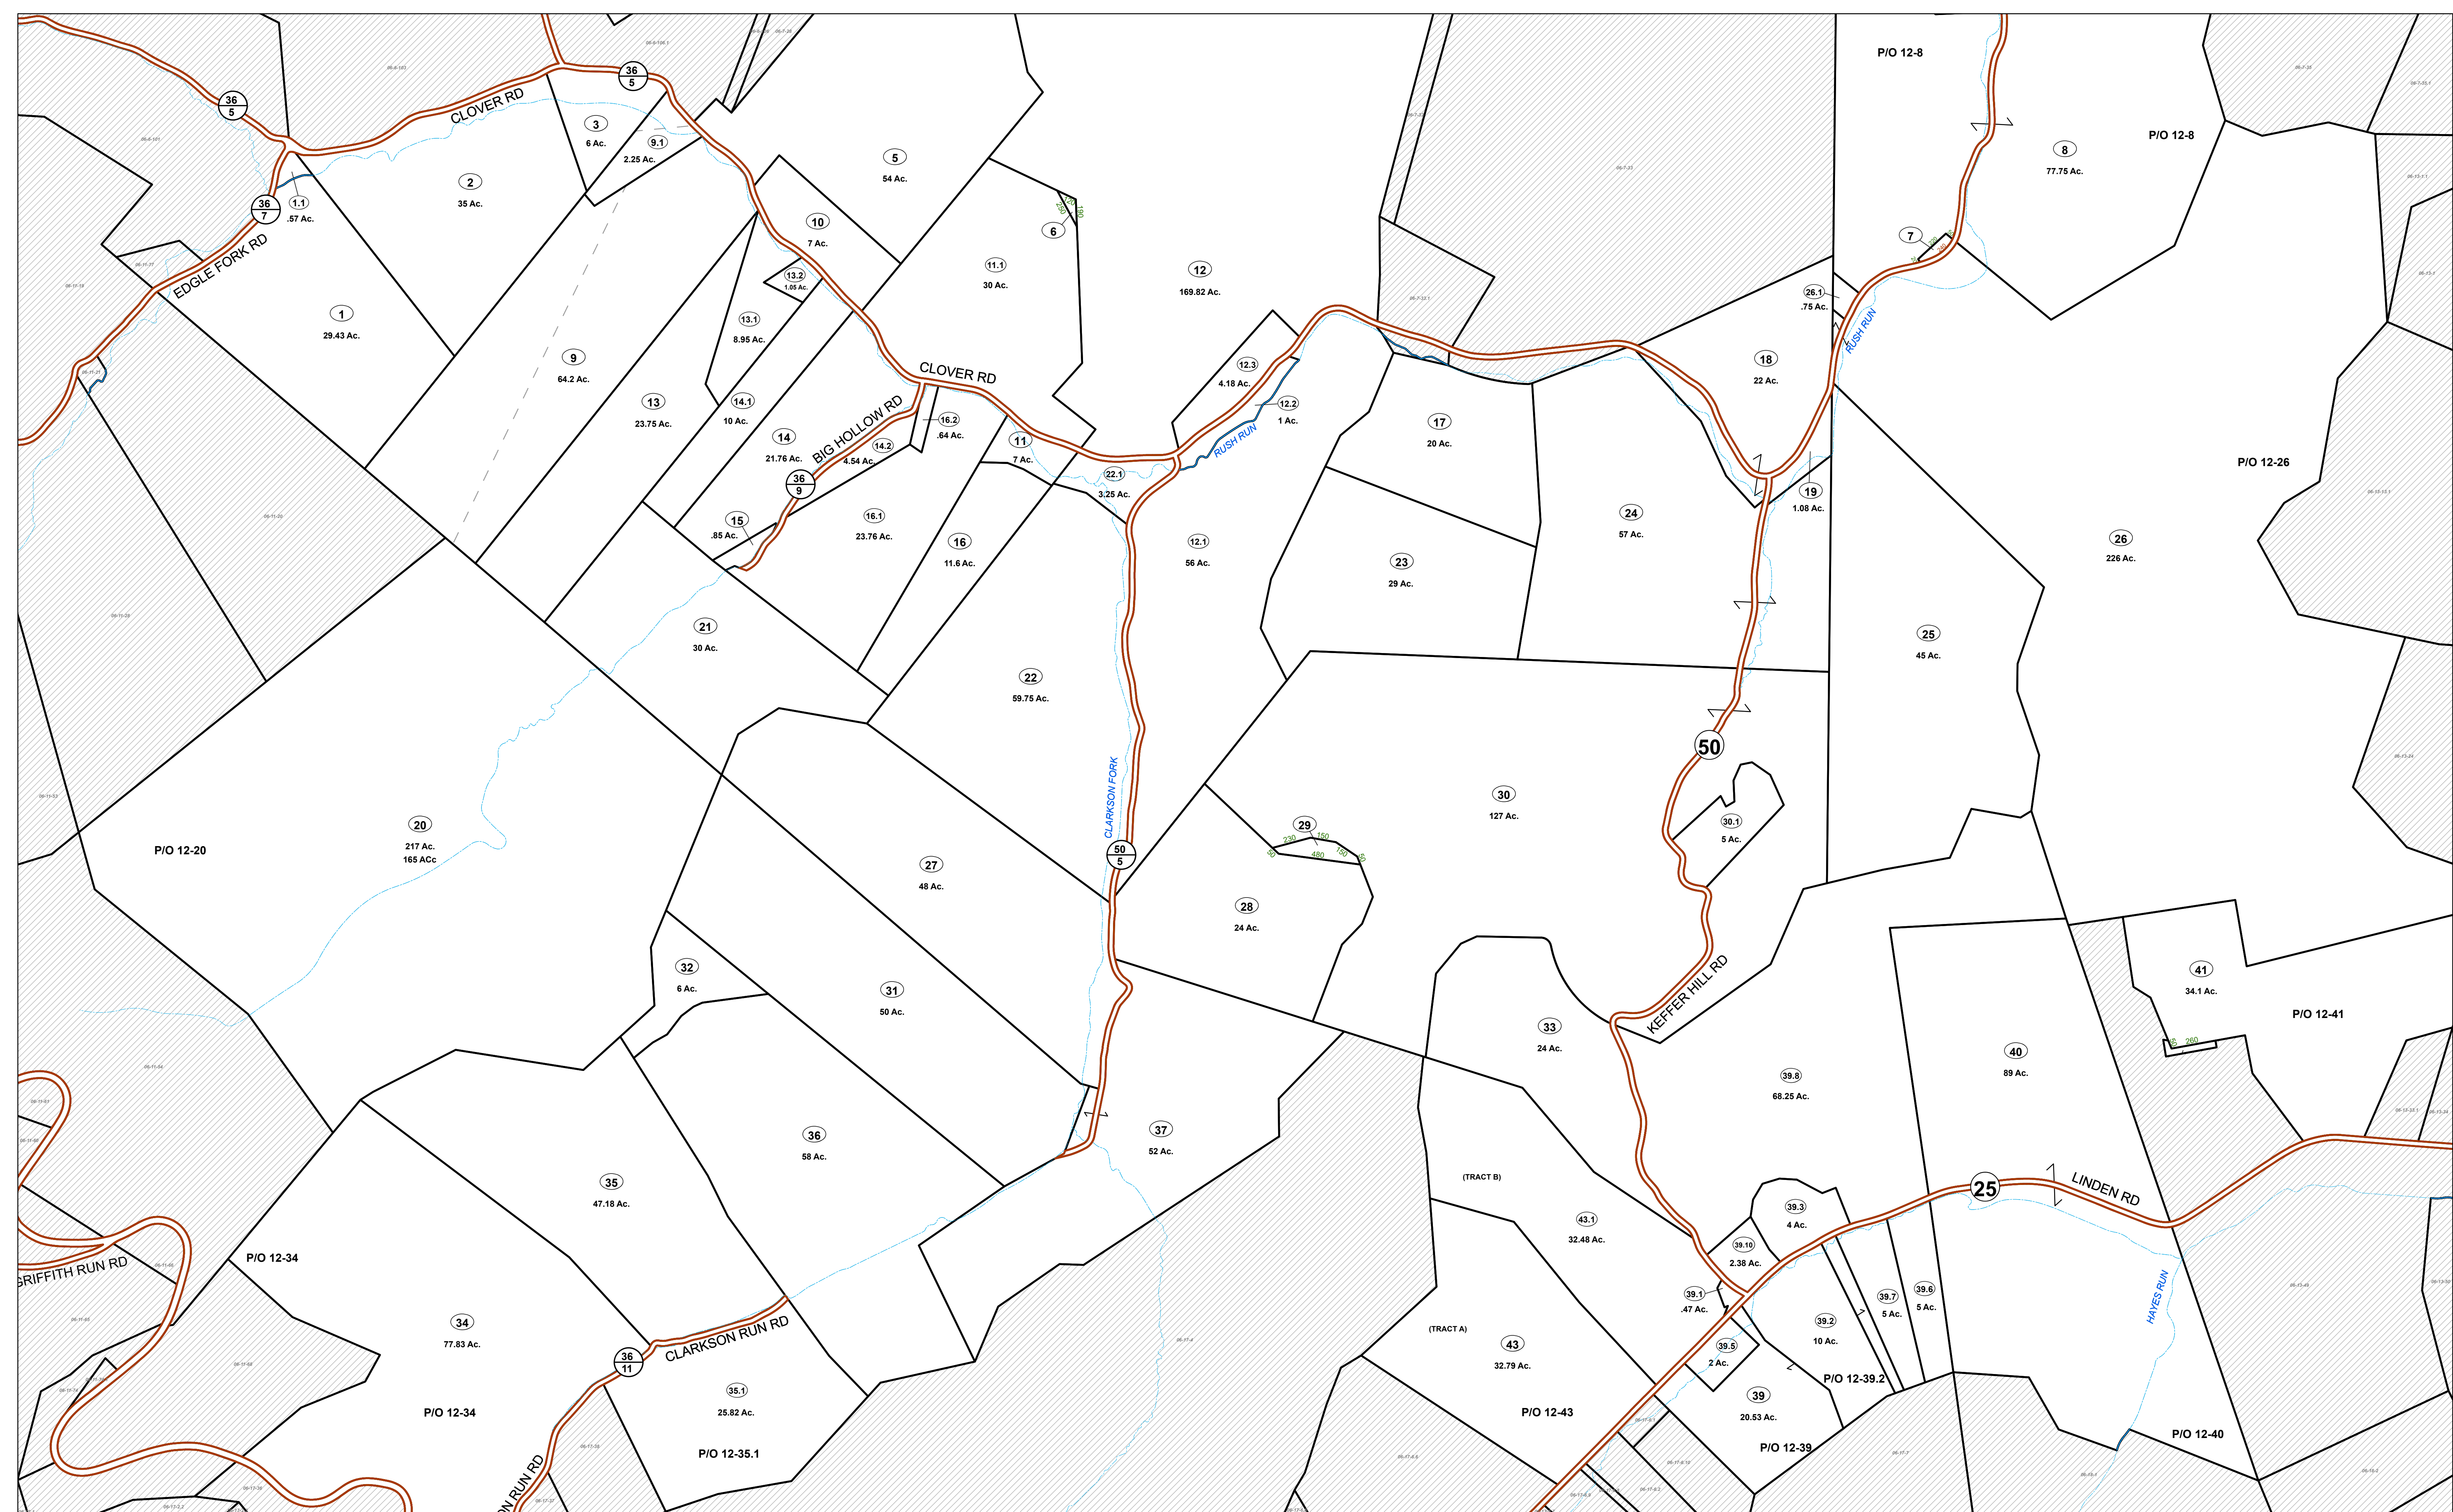 P/O 12-8
36
5
36
5
CLOVER RD
3
6 Ac.
9.1
2.25 Ac.
P/O 12-8
8
77.75 Ac.
5
54 Ac.
2
35 Ac.
36
7
1.1
.57 Ac.
EDGLE FORK RD
10
7 Ac.
120
250
190
6
7
13.2
1.05 Ac.
11.1
30 Ac.
12
169.82 Ac.
26.1
.75 Ac.
RUSH RUN
1
29.43 Ac.
13.1
8.95 Ac.
9
64.2 Ac.
CLOVER RD
12.3
4.18 Ac.
18
22 Ac.
13
23.75 Ac.
14.1
10 Ac.
BIG HOLLOW RD
16.2
.64 Ac.
12.2
1 Ac.
RUSH RUN
17
20 Ac.
14
21.76 Ac.
14.2
4.54 Ac.
11
7 Ac.
36
9
22.1
3.25 Ac.
P/O 12-26
19
1.08 Ac.
15
.85 Ac.
16.1
23.76 Ac.
16
11.6 Ac.
12.1
56 Ac.
24
57 Ac.
23
29 Ac.
26
226 Ac.
21
30 Ac.
25
45 Ac.
22
59.75 Ac.
50
CLARKSON FORK
30
127 Ac.
30.1
5 Ac.
20
217 Ac.
165 ACc
P/O 12-20
29
230
150
50
480
150
50
50
5
27
48 Ac.
28
24 Ac.
32
6 Ac.
31
50 Ac.
KEFFER HILL RD
41
34.1 Ac.
P/O 12-41
260
33
24 Ac.
40
89 Ac.
39.8
68.25 Ac.
36
58 Ac.
37
52 Ac.
35
47.18 Ac.
(TRACT B)
25
LINDEN RD
43.1
32.48 Ac.
39.3
4 Ac.
39.10
2.38 Ac.
P/O 12-34
GRIFFITH RUN RD
39.1
.47 Ac.
39.7
5 Ac.
39.6
5 Ac.
HAYES RUN
34
77.83 Ac.
CLARKSON RUN RD
36
11
(TRACT A)
43
32.79 Ac.
39.2
10 Ac.
39.5
2 Ac.
P/O 12-39.2
35.1
25.82 Ac.
39
20.53 Ac.
P/O 12-34
P/O 12-43
P/O 12-40
P/O 12-35.1
P/O 12-39
ON RUN RD